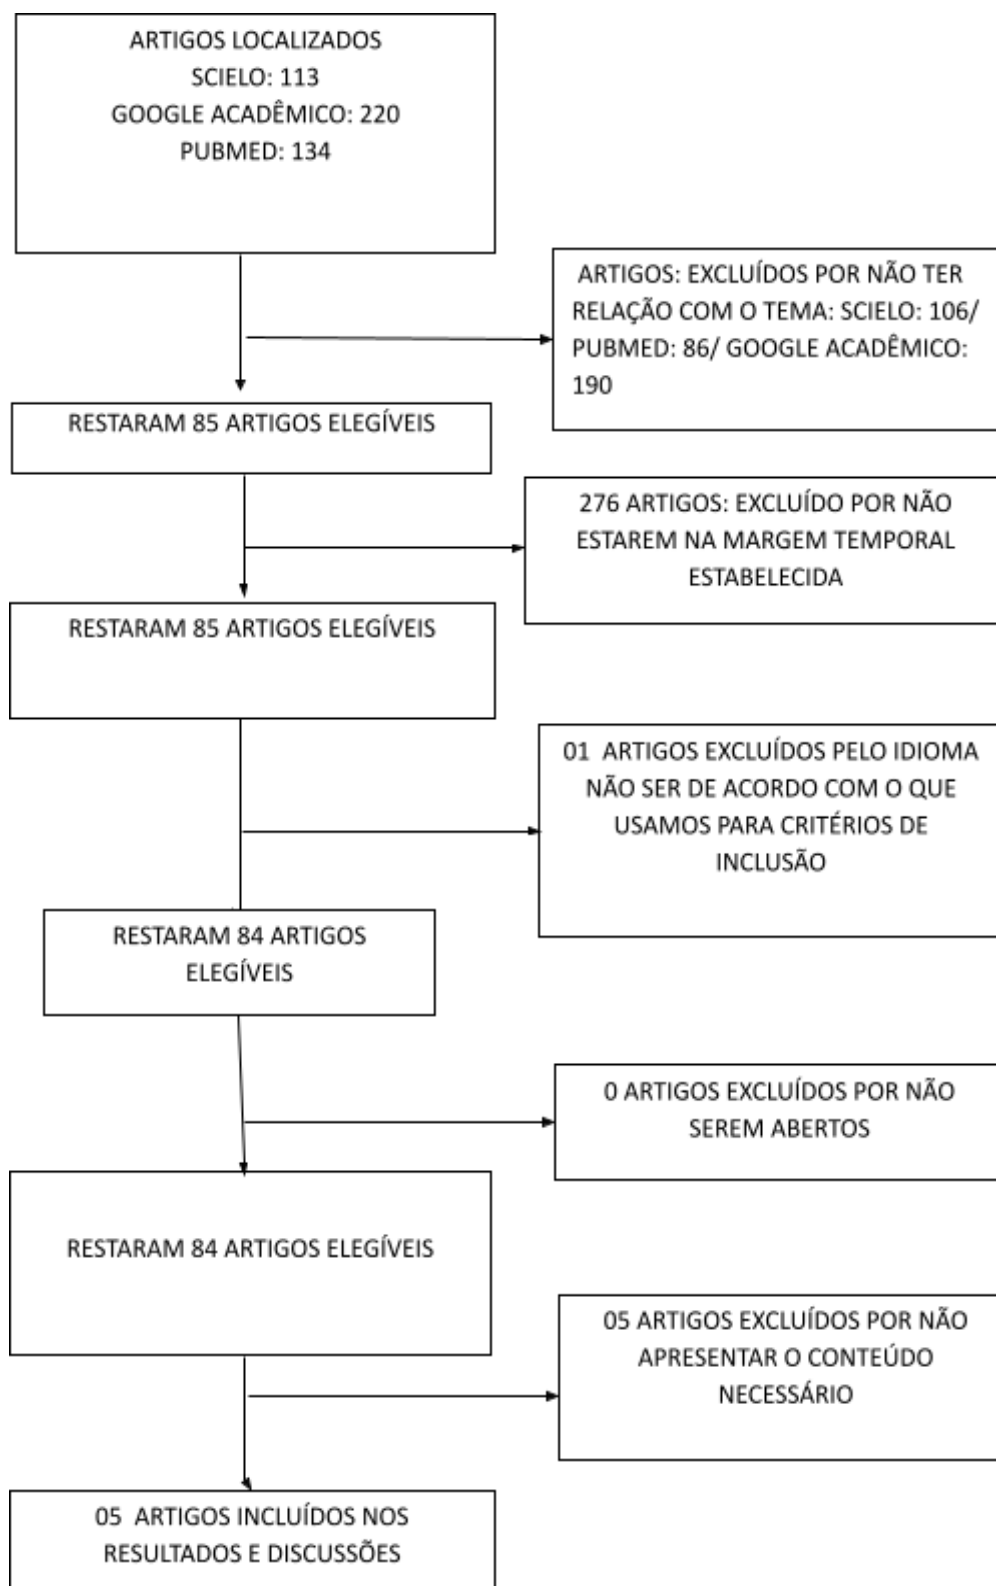 ARTIGOS LOCALIZADOS
SCIELO: 113
GOOGLE ACADÊMICO: 220
PUBMED: 134
ARTIGOS: EXCLUÍDOS POR NÃO TER
RELAÇÃO COM O TEMA: SCIELO: 106/
PUBMED: 86/ GOOGLE ACADÊMICO:
190
RESTARAM 85 ARTIGOS ELEGÍVEIS
276 ARTIGOS: EXCLUÍDO POR NÃO
ESTAREM NA MARGEM TEMPORAL
ESTABELECIDA
RESTARAM 85 ARTIGOS ELEGÍVEIS
01 ARTIGOS EXCLUÍDOS PELO IDIOMA
NÃO SER DE ACORDO COM O QUE
USAMOS PARA CRITÉRIOS DE
INCLUSÃO
RESTARAM 84 ARTIGOS
ELEGÍVEIS
0 ARTIGOS EXCLUÍDOS POR NÃO
SEREM ABERTOS
RESTARAM 84 ARTIGOS ELEGÍVEIS
05 ARTIGOS EXCLUÍDOS POR NÃO
APRESENTAR O CONTEÚDO
NECESSÁRIO
05 ARTIGOS INCLUÍDOS NOS
RESULTADOS E DISCUSSÕES